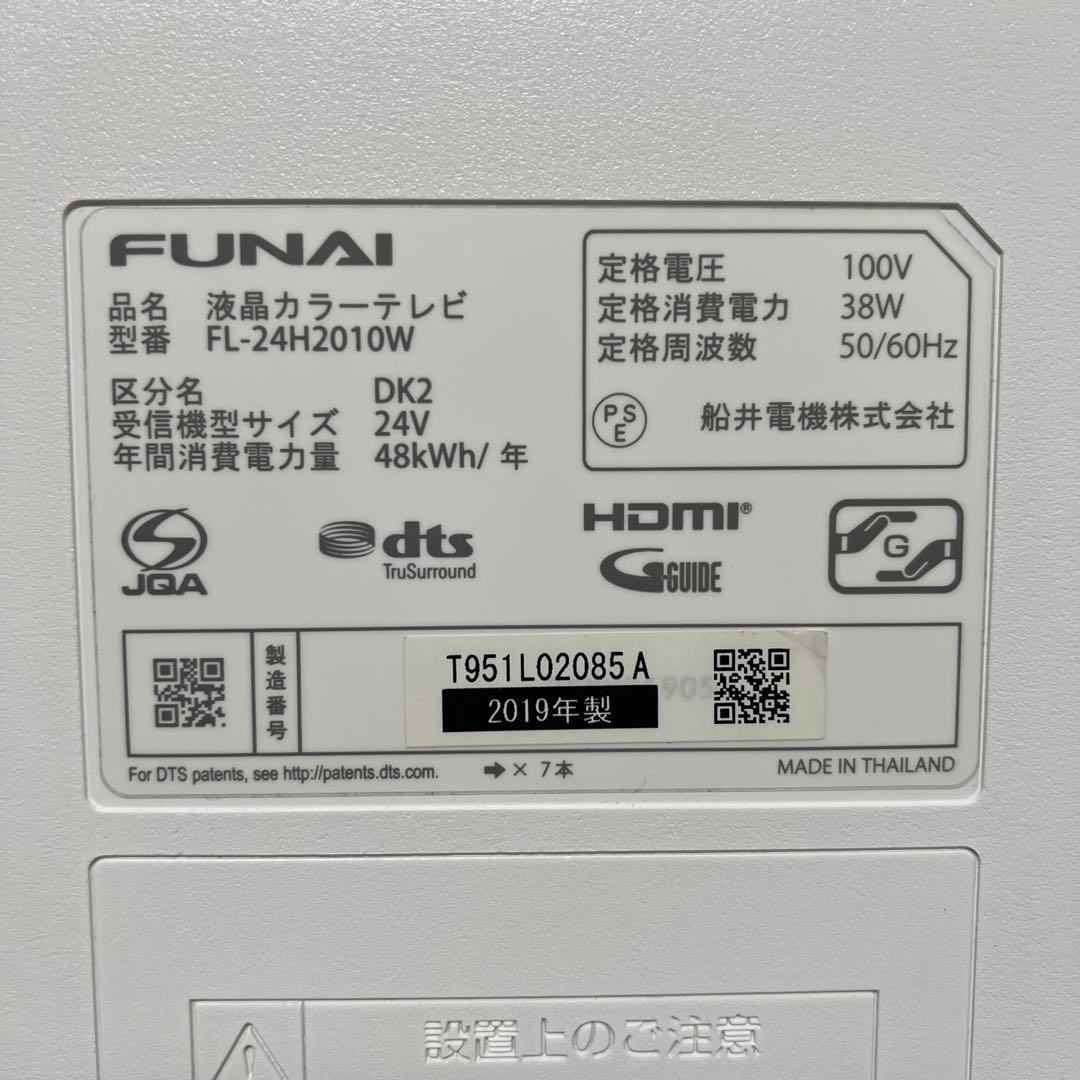 FUNAI
品名 液晶カラーテレビ
型番 FL-24H2010W
区分名 DK2
受信機型サイズ 24V
年間消費電力量 48kWh/ 年
定格電圧 100V
定格消費電力 38W
定格周波数 50/60Hz
PSE 船井電機株式会社
JQA
dts
TruSurround
HDMI®
G-GUIDE
G
製造番号
T951L02085A
2019年製
905
For DTS patents, see http://patents.dts.com.
➔× 7本
MADE IN THAILAND
設置上のご注意